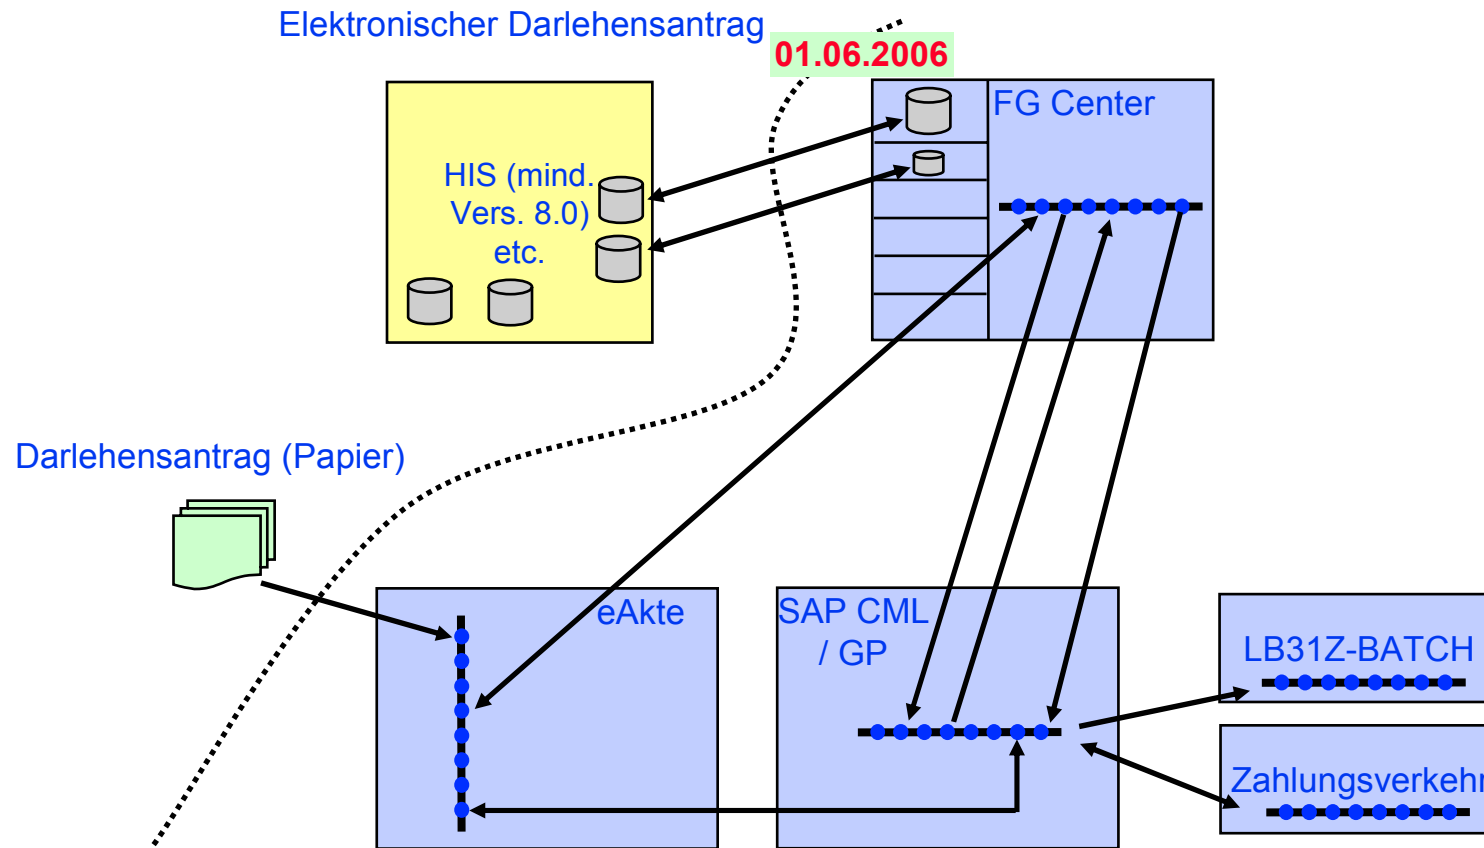 Elektronischer Darlehensantrag
01.06.2006
FG Center
HIS (mind.
Vers. 8.0)
etc.
Darlehensantrag (Papier)
eAkte
SAP CML
/ GP
LB31Z-BATCH
Zahlungsverkehr